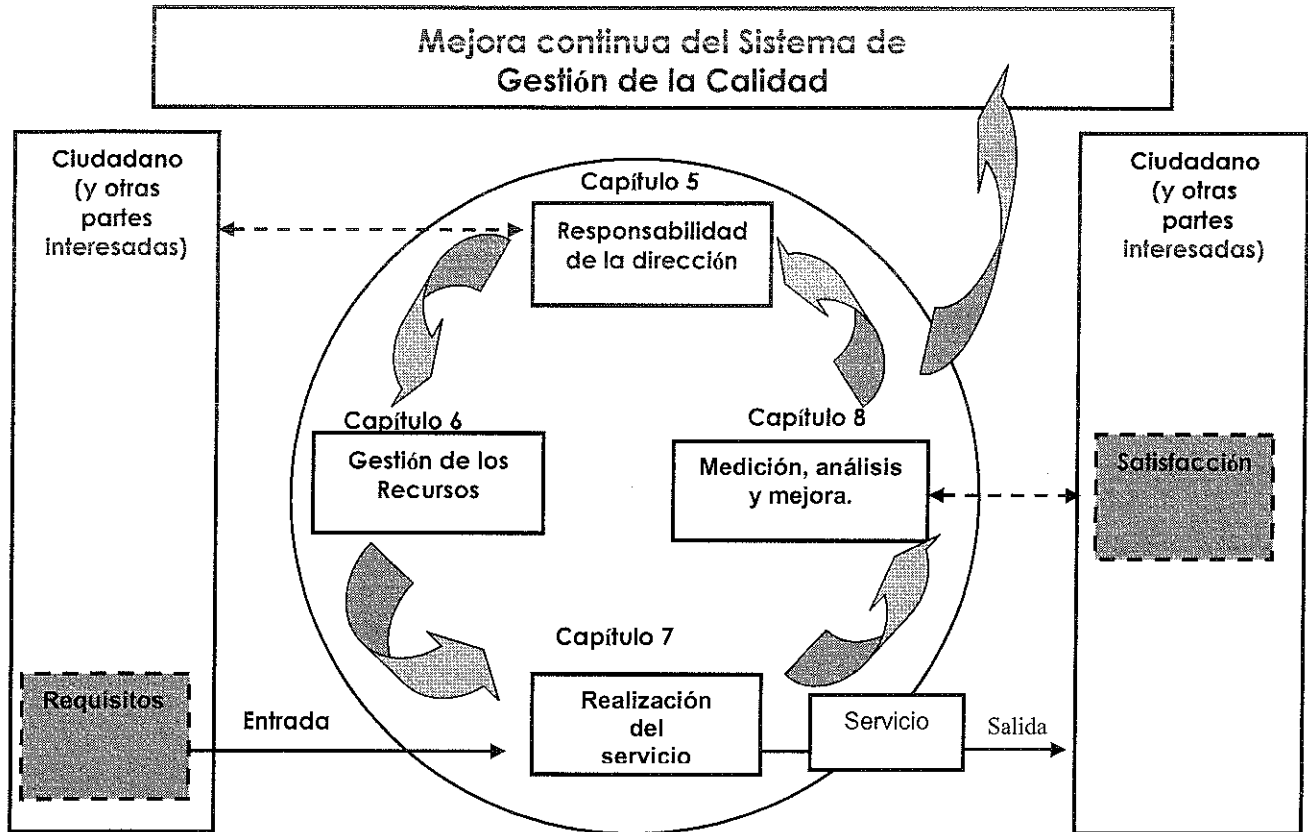 Mejora continua del Sistema de
Gestión de la Calidad
Ciudadano
(y otras
partes
interesadas)
Capítulo 5
Responsabilidad
de la dirección
Ciudadano
(y otras
partes
interesadas)
Capítulo 6
Gestión de los
Recursos
Capítulo 8
Medición, análisis
y mejora.
Satisfacción
Capítulo 7
Requisitos
Entrada
Realización
del
servicio
Servicio
Salida